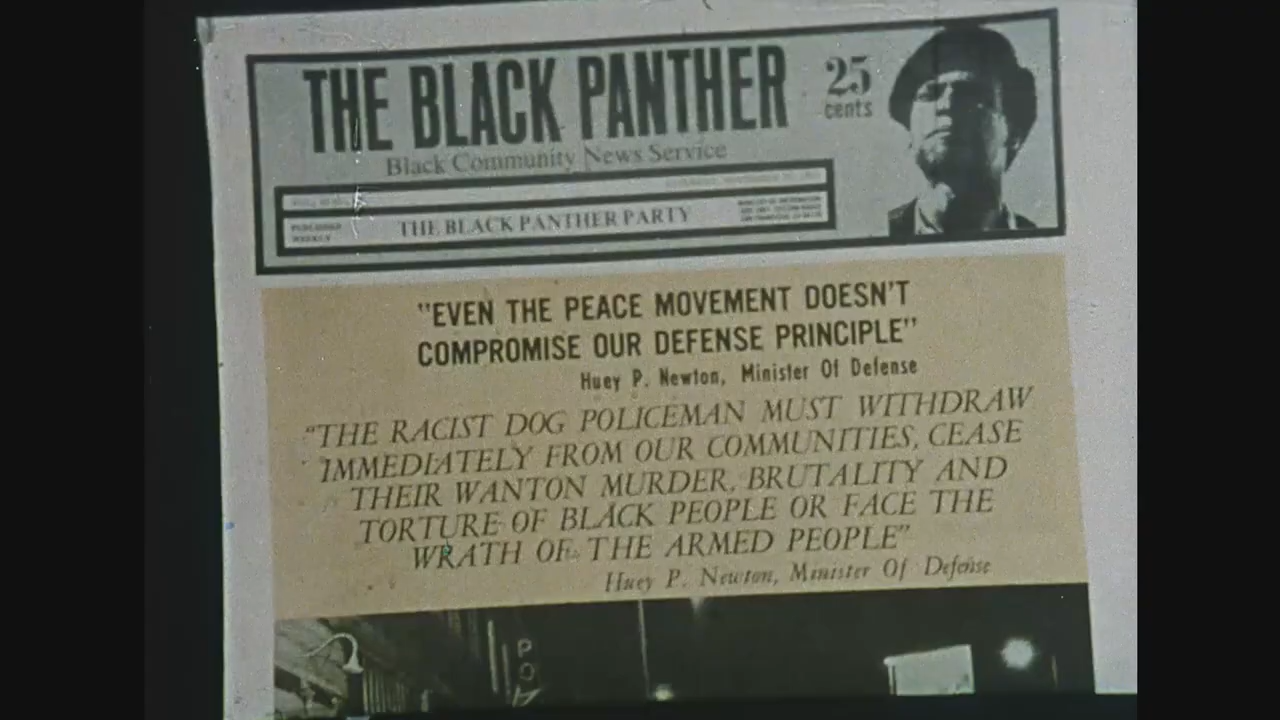 THE BLACK PANTHER
25
cents
Black Community News Service
PUBLISHED
WEEKLY
THE BLACK PANTHER PARTY
"EVEN THE PEACE MOVEMENT DOESN'T
COMPROMISE OUR DEFENSE PRINCIPLE"
Huey P. Newton, Minister Of Defense
"THE RACIST DOG POLICEMAN MUST WITHDRAW
IMMEDIATELY FROM OUR COMMUNITIES, CEASE
THEIR WANTON MURDER, BRUTALITY AND
TORTURE OF BLACK PEOPLE OR FACE THE
WRATH OF THE ARMED PEOPLE"
Huey P. Newton, Minister Of Defense
PO